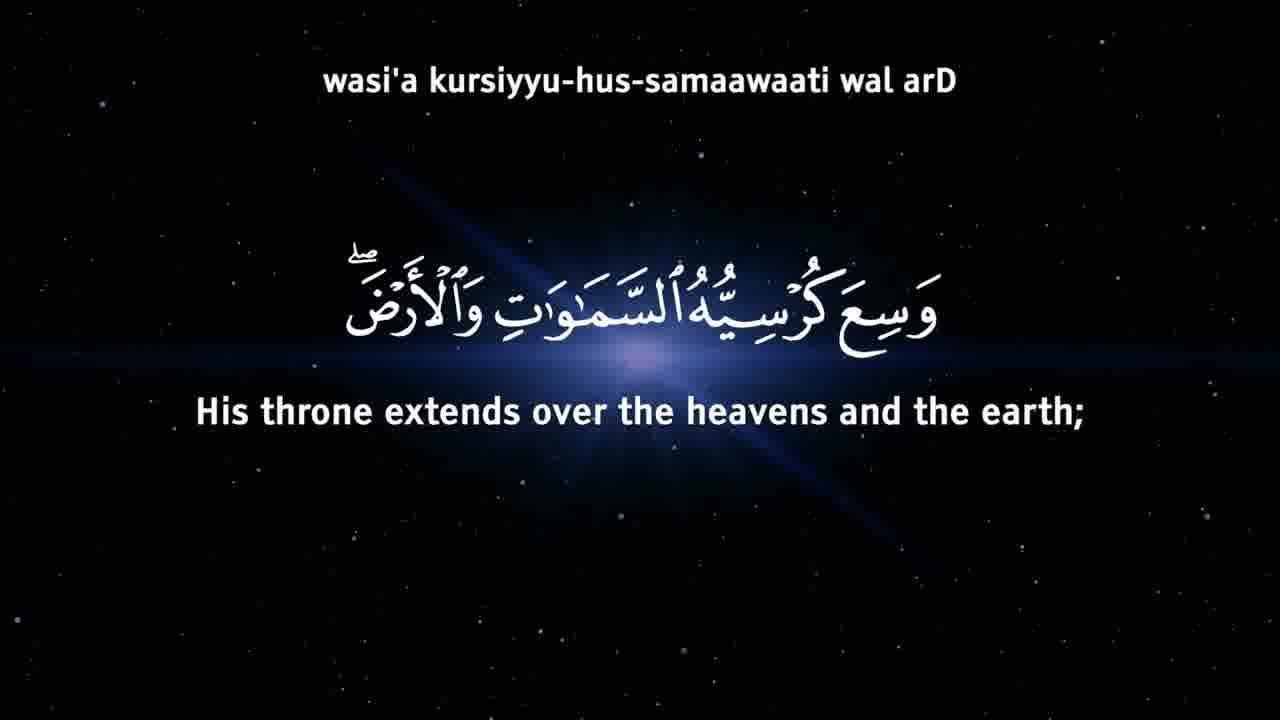 wasi'a kursiyyu-hus-samaawaati wal arD
وَسِعَ كُرْسِيُّهُ ٱلسَّمَـٰوَٰتِ وَٱلْأَرْضَ ۖ
His throne extends over the heavens and the earth;